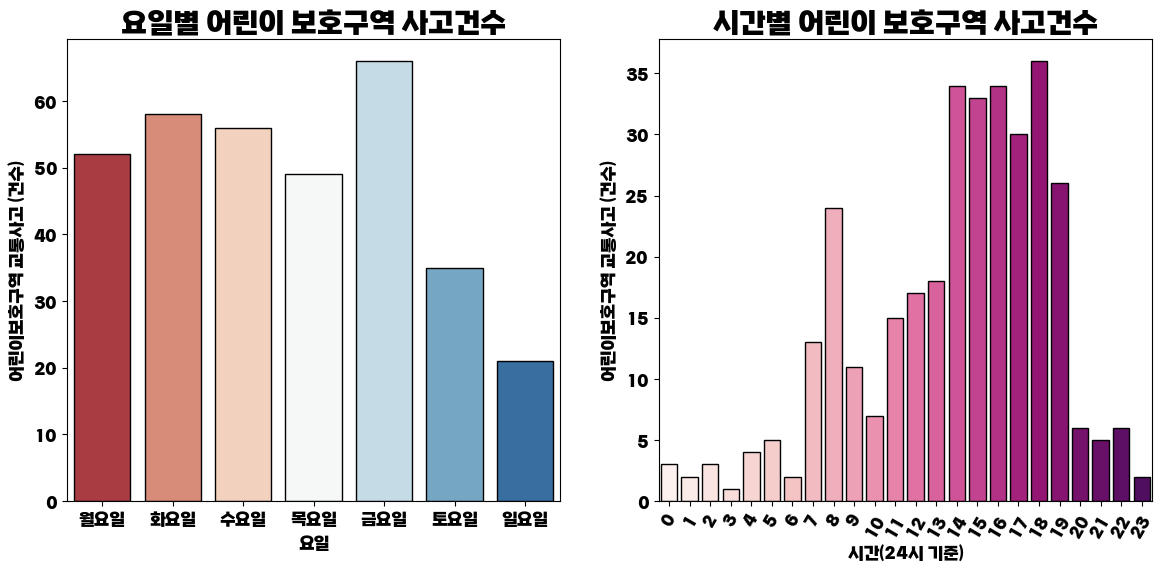 요일별 어린이 보호구역 사고건수
어린이보호구역 교통사고 (건수)
60
50
40
30
20
10
0
월요일 화요일 수요일 목요일 금요일 토요일 일요일
요일
시간별 어린이 보호구역 사고건수
어린이보호구역 교통사고 (건수)
35
30
25
20
15
10
5
0
0 1 2 3 4 5 6 7 8 9 10 11 12 13 14 15 16 17 18 19 20 21 22 23
시간(24시 기준)